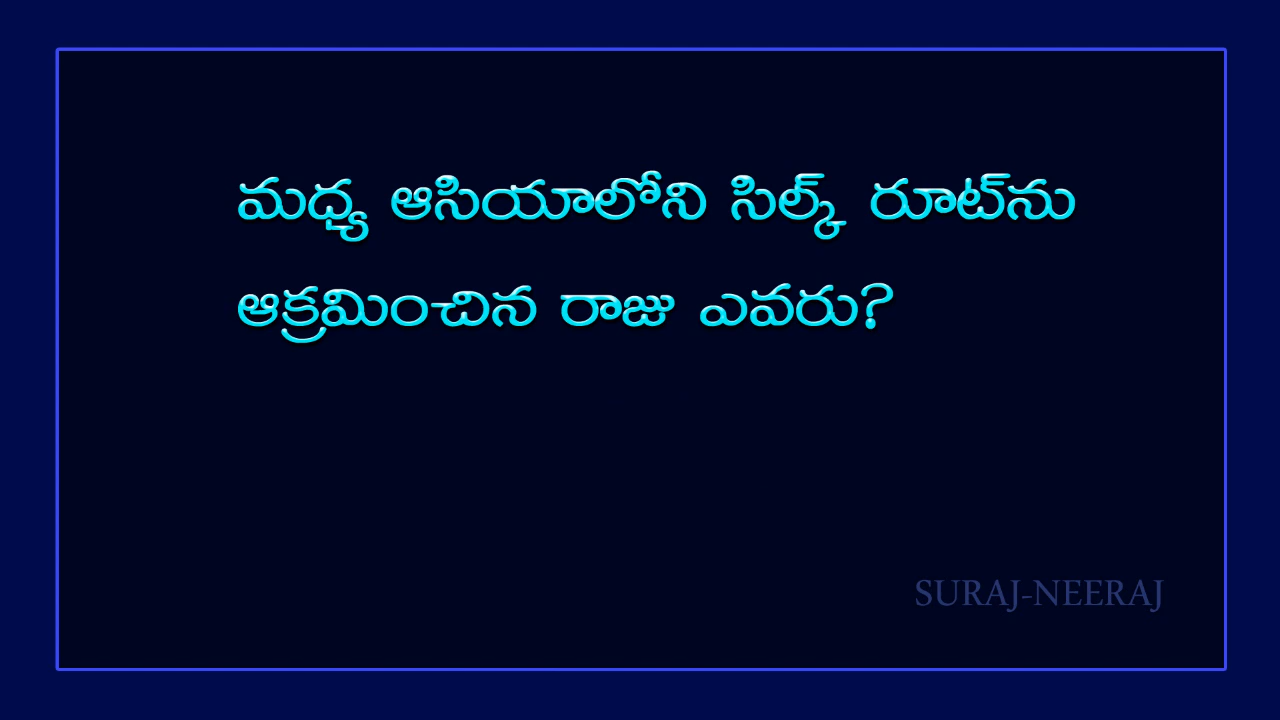 మధ్య ఆసియాలోని సిల్క్ రూట్‌ను
ఆక్రమించిన రాజు ఎవరు?
SURAJ-NEERAJ